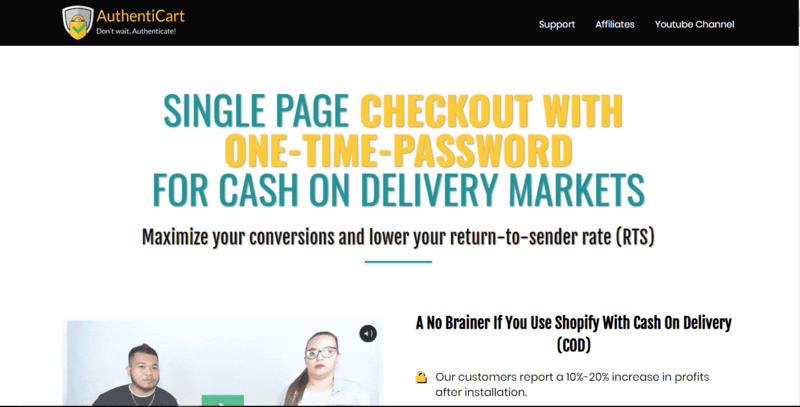 AuthentiCart
Don't wait, Authenticate!
Support Affiliates Youtube Channel
SINGLE PAGE CHECKOUT WITH
ONE-TIME-PASSWORD
FOR CASH ON DELIVERY MARKETS
Maximize your conversions and lower your return-to-sender rate (RTS)
A No Brainer If You Use Shopify With Cash On Delivery
(COD)
Our customers report a 10%-20% increase in profits
after installation.